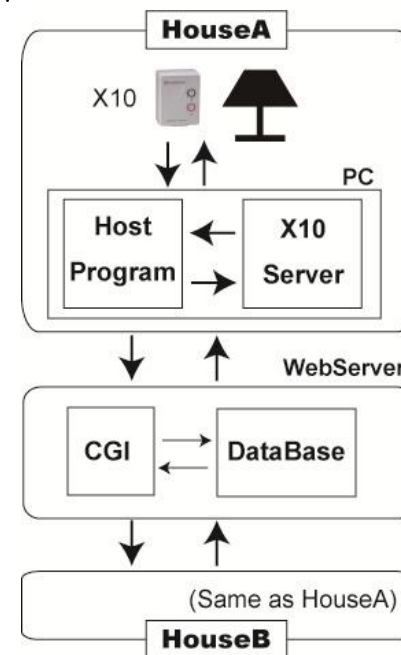 HouseA
X10
PC
Host
Program
X10
Server
WebServer
CGI
DataBase
(Same as HouseA)
HouseB